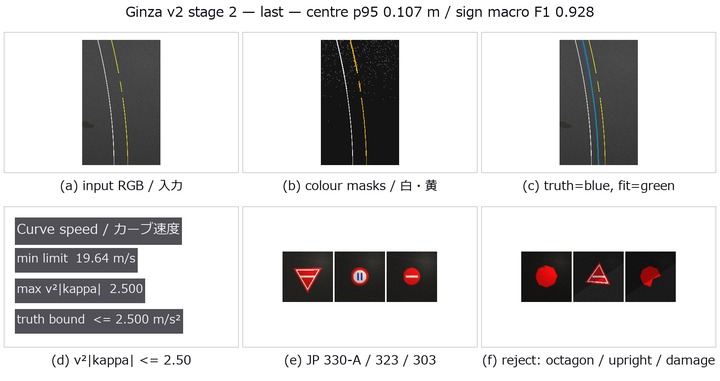 Ginza v2 stage 2 — last — centre p95 0.107 m / sign macro F1 0.928
(a) input RGB / 入力
(b) colour masks / 白・黄
(c) truth=blue, fit=green
Curve speed / カーブ速度
min limit 19.64 m/s
max v²|kappa| 2.500
truth bound <= 2.500 m/s²
(d) v²|kappa| <= 2.50
(e) JP 330-A / 323 / 303
(f) reject: octagon / upright / damage